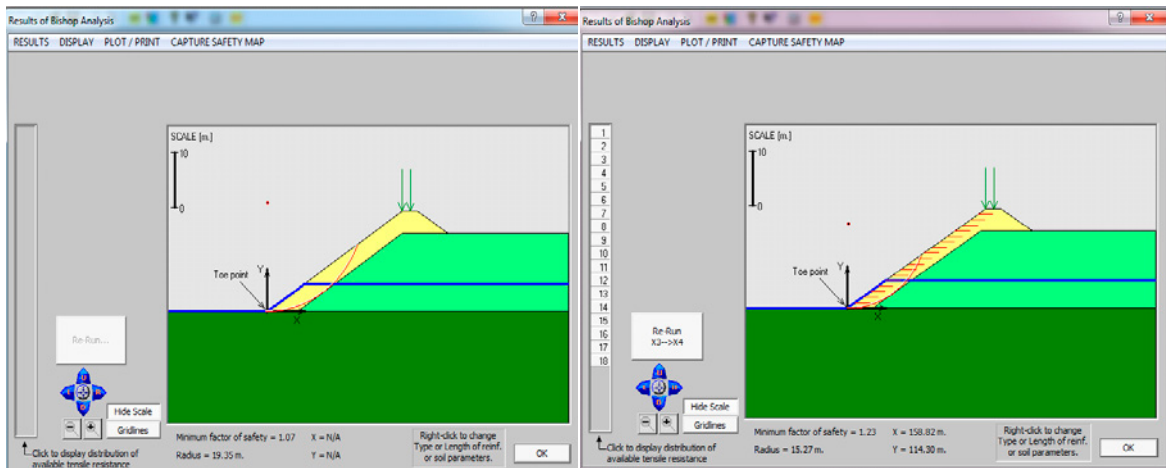 Results of Bishop Analysis
RESULTS DISPLAY PLOT / PRINT CAPTURE SAFETY MAP
SCALE [m.]
10
0
Toe point
Y
X
Re-Run...
Hide Scale
Gridlines
Click to display distribution of
available tensile resistance
Minimum factor of safety = 1.07 X = N/A
Radius = 19.35 m. Y = N/A
Right-click to change
Type or Length of reinf.
or soil parameters.
OK
Results of Bishop Analysis
RESULTS DISPLAY PLOT / PRINT CAPTURE SAFETY MAP
1
2
3
4
5
6
7
8
9
10
11
12
13
14
15
16
17
18
SCALE [m.]
10
0
Toe point
Y
X
Re-Run
X3-->X4
Hide Scale
Gridlines
Click to display distribution of
available tensile resistance
Minimum factor of safety = 1.23 X = 158.82 m.
Radius = 15.27 m. Y = 114.30 m.
Right-click to change
Type or Length of reinf.
or soil parameters.
OK